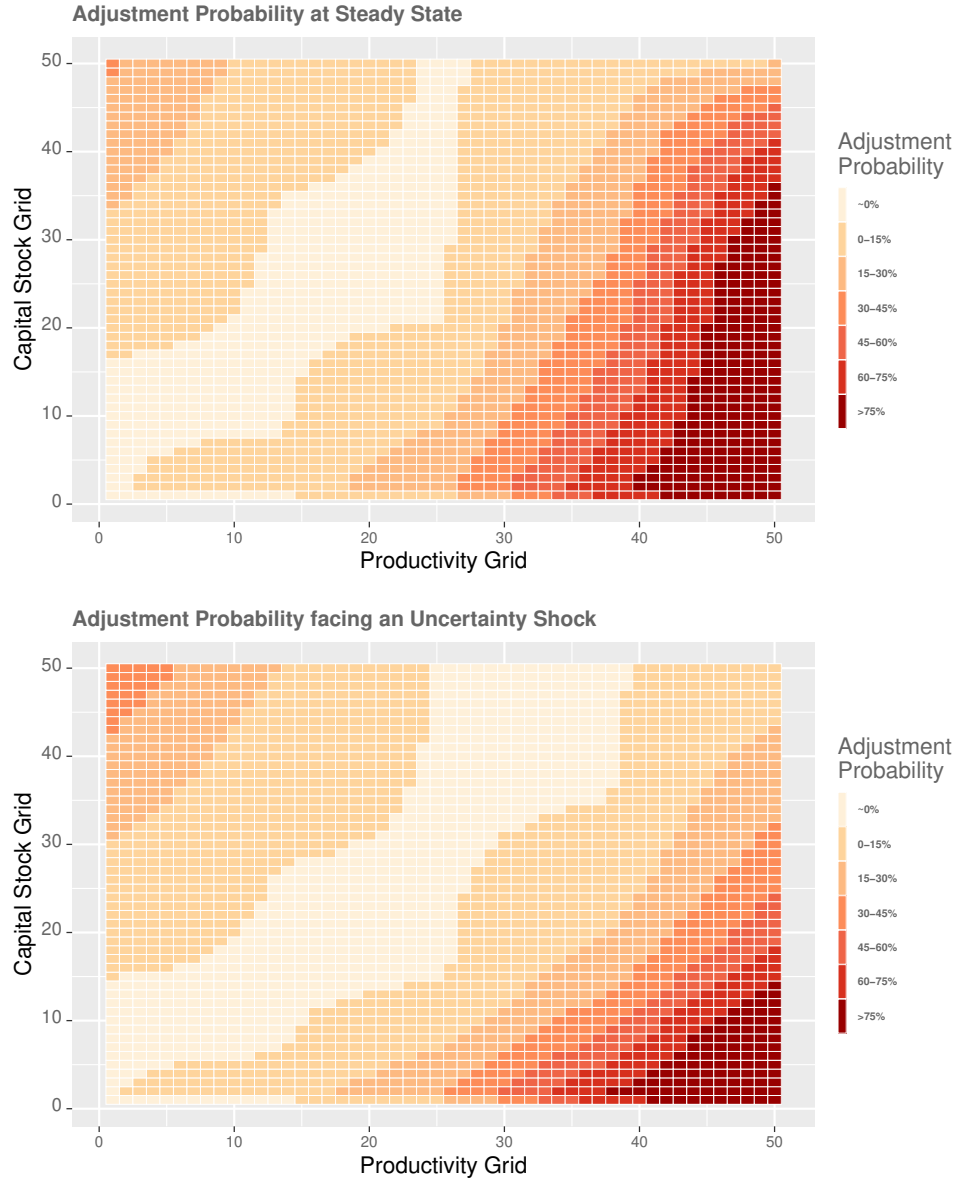 Adjustment Probability at Steady State
50
40
30
20
10
0
Capital Stock Grid
0 10 20 30 40 50
Productivity Grid
Adjustment
Probability
~0%
0–15%
15–30%
30–45%
45–60%
60–75%
>75%
Adjustment Probability facing an Uncertainty Shock
50
40
30
20
10
0
Capital Stock Grid
0 10 20 30 40 50
Productivity Grid
Adjustment
Probability
~0%
0–15%
15–30%
30–45%
45–60%
60–75%
>75%